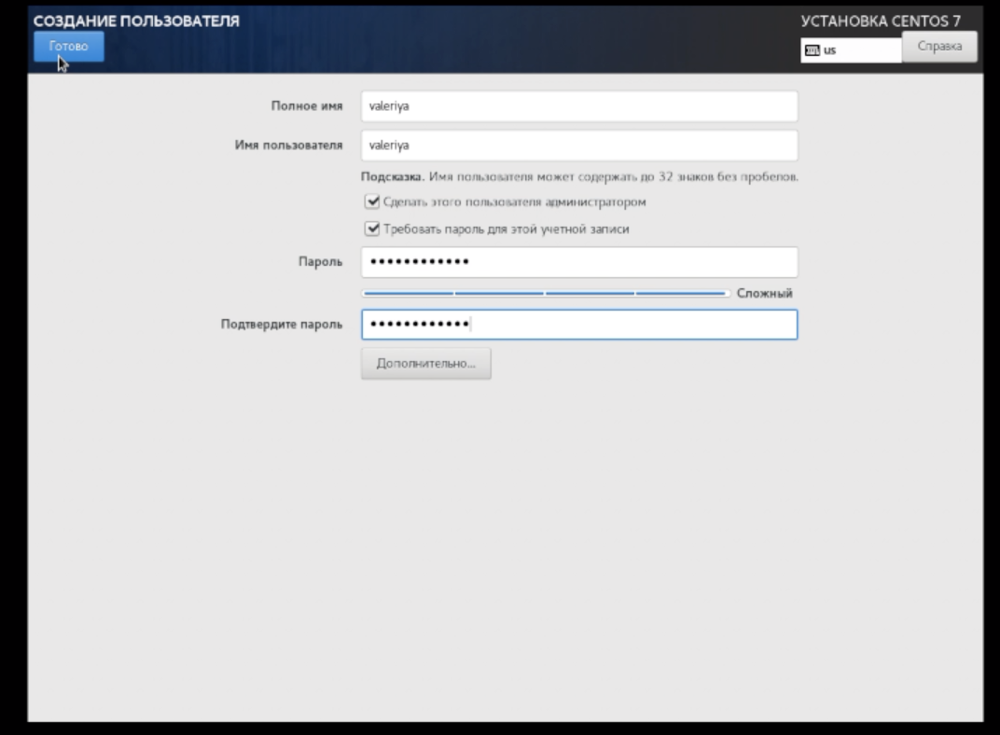 СОЗДАНИЕ ПОЛЬЗОВАТЕЛЯ
УСТАНОВКА CENTOS 7
Готово
us
Справка
Полное имя valeriya
Имя пользователя valeriya
Подсказка. Имя пользователя может содержать до 32 знаков без пробелов.
Сделать этого пользователя администратором
Требовать пароль для этой учетной записи
Пароль ••••••••••••
Сложный
Подтвердите пароль ••••••••••••
Дополнительно...